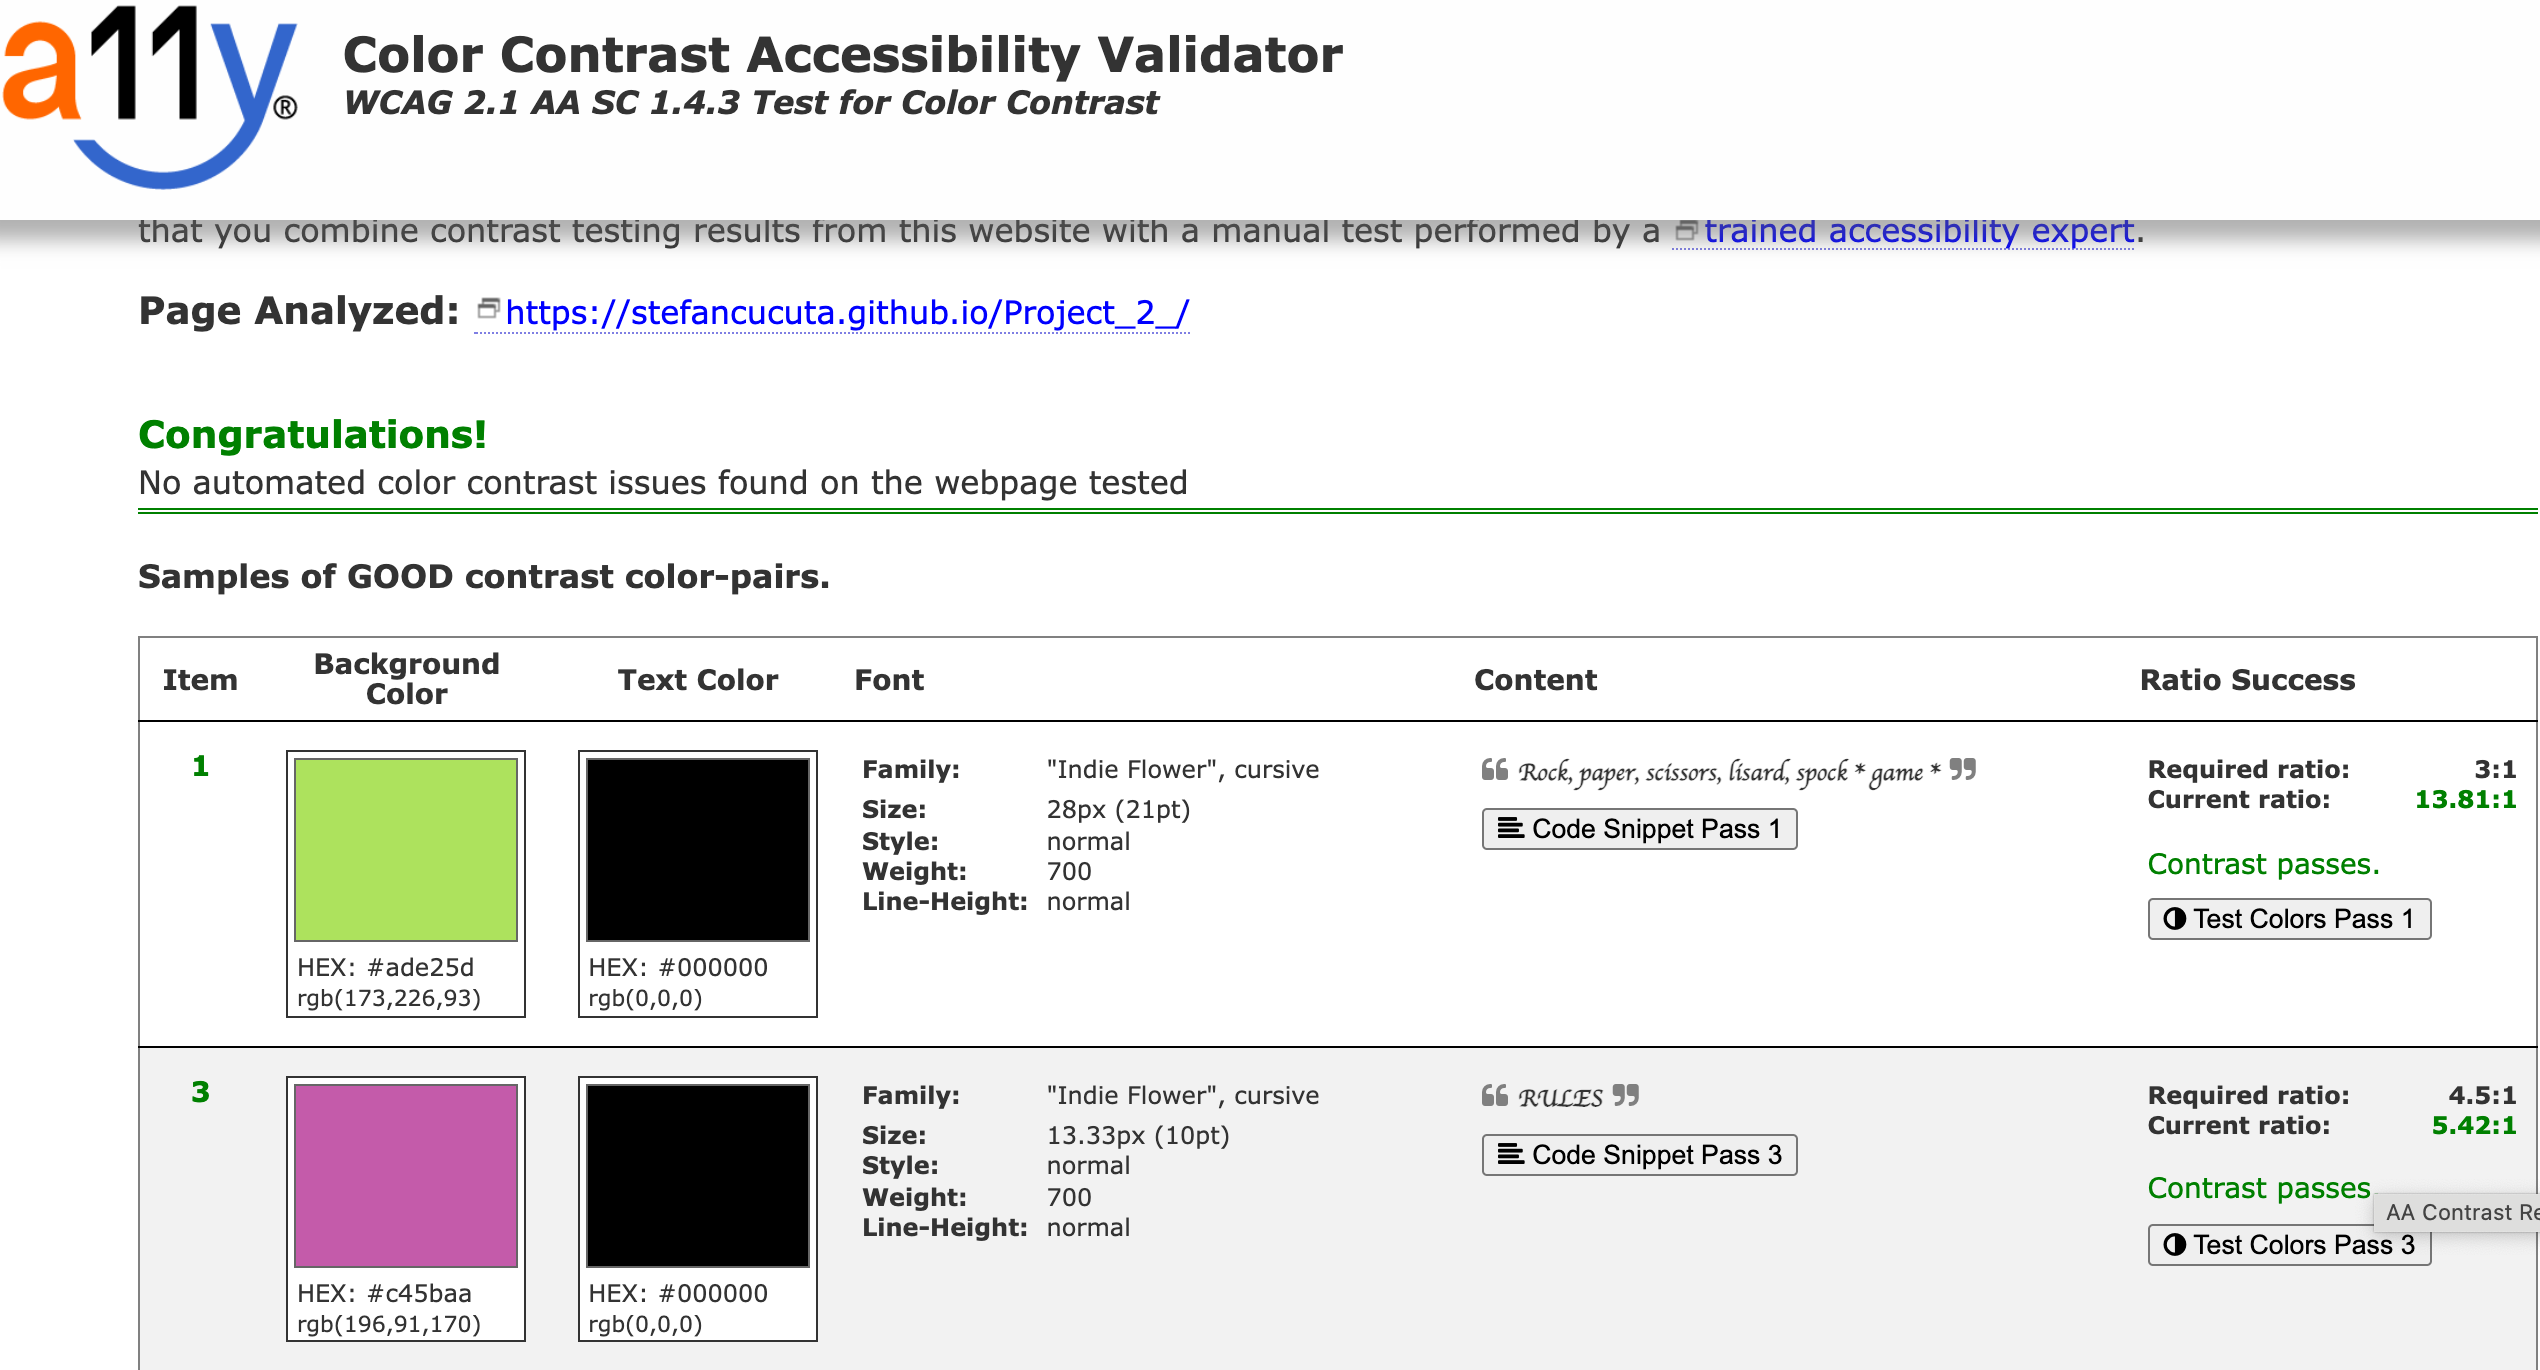 a11y®
Color Contrast Accessibility Validator
WCAG 2.1 AA SC 1.4.3 Test for Color Contrast
that you combine contrast testing results from this website with a manual test performed by a trained accessibility expert.
Page Analyzed: https://stefancucuta.github.io/Project_2_/
Congratulations!
No automated color contrast issues found on the webpage tested
Samples of GOOD contrast color-pairs.
Item
Background
Color
Text Color
Font
Content
Ratio Success
1
HEX: #ade25d
rgb(173,226,93)
HEX: #000000
rgb(0,0,0)
Family: "Indie Flower", cursive
Size: 28px (21pt)
Style: normal
Weight: 700
Line-Height: normal
❝ Rock, paper, scissors, lisard, spock * game * ❞
Code Snippet Pass 1
Required ratio: 3:1
Current ratio: 13.81:1
Contrast passes.
Test Colors Pass 1
3
HEX: #c45baa
rgb(196,91,170)
HEX: #000000
rgb(0,0,0)
Family: "Indie Flower", cursive
Size: 13.33px (10pt)
Style: normal
Weight: 700
Line-Height: normal
❝ RULES ❞
Code Snippet Pass 3
Required ratio: 4.5:1
Current ratio: 5.42:1
Contrast passes
AA Contrast
Test Colors Pass 3